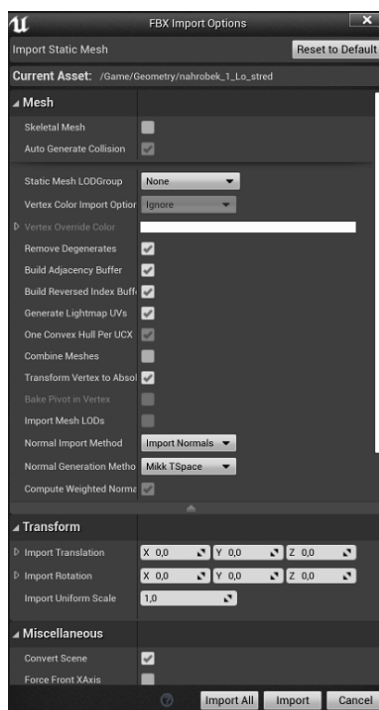 FBX Import Options
Import Static Mesh Reset to Default
Current Asset: /Game/Geometry/nahrobek_1_Lo_stred
Mesh
Skeletal Mesh
Auto Generate Collision
Static Mesh LODGroup None
Vertex Color Import Option Ignore
Vertex Override Color
Remove Degenerates
Build Adjacency Buffer
Build Reversed Index Buff
Generate Lightmap UVs
One Convex Hull Per UCX
Combine Meshes
Transform Vertex to Absol
Bake Pivot in Vertex
Import Mesh LODs
Normal Import Method Import Normals
Normal Generation Metho Mikk TSpace
Compute Weighted Norma
Transform
Import Translation X 0,0 Y 0,0 Z 0,0
Import Rotation X 0,0 Y 0,0 Z 0,0
Import Uniform Scale 1,0
Miscellaneous
Convert Scene
Force Front XAxis
Import All Import Cancel